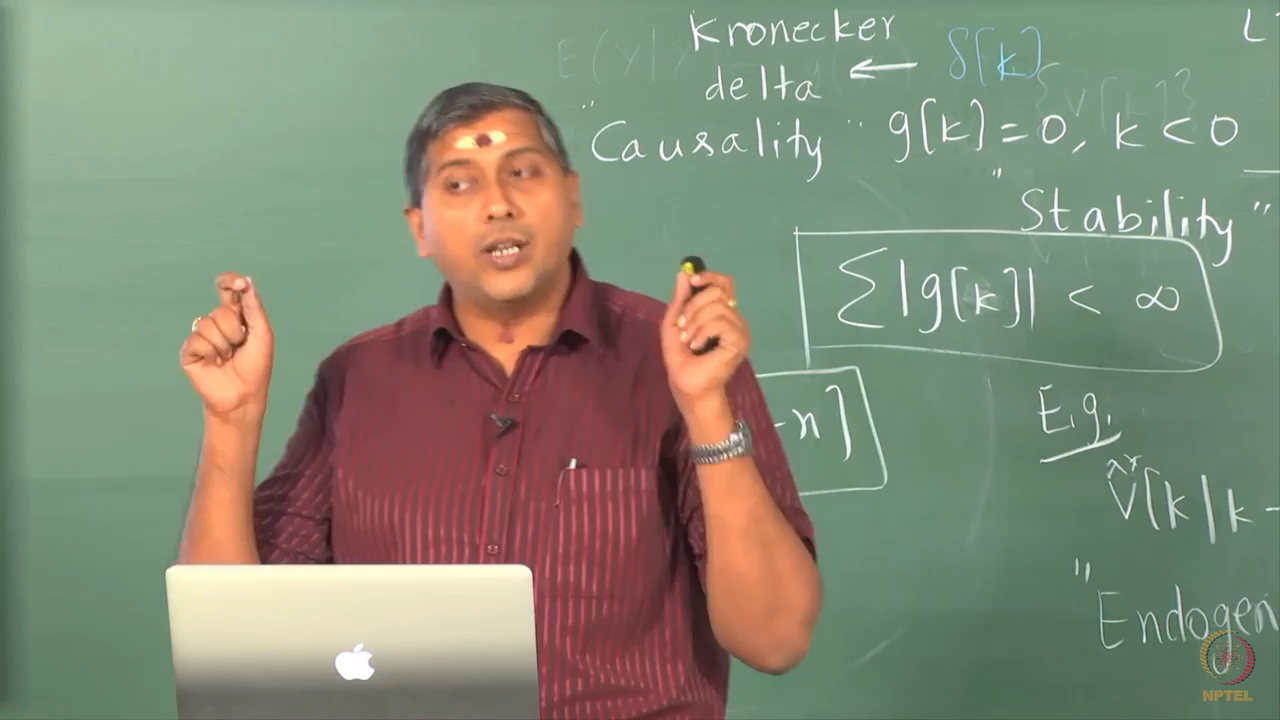 Kronecker
delta ← δ[k]
"Causality" g[k] = 0, k < 0
"Stability"
Σ|g[k]| < ∞
-n]
E.g.
V̂[k|k-
"Endogen
NPTEL